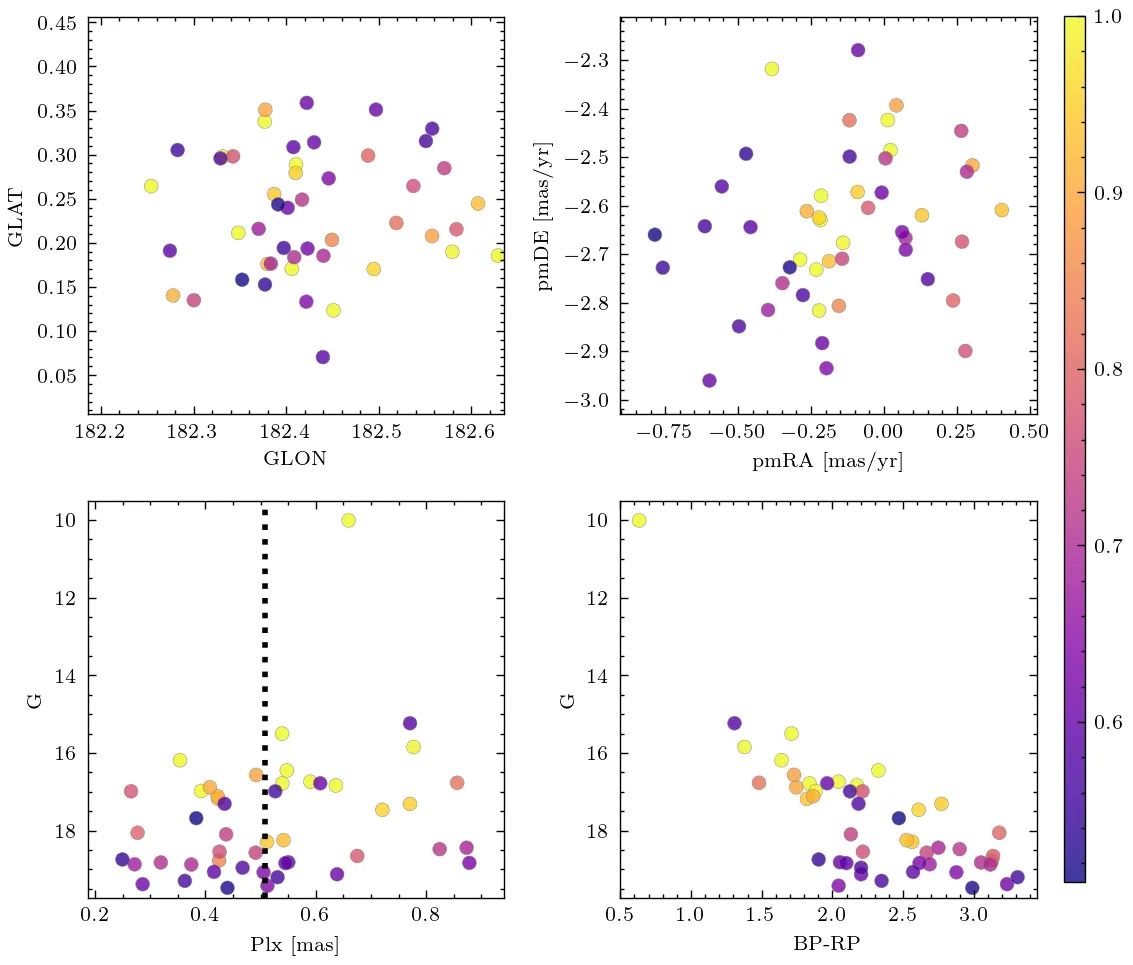 0.45
0.40
0.35
0.30
0.25
0.20
0.15
0.10
0.05
GLAT
182.2 182.3 182.4 182.5 182.6
GLON
−2.3
−2.4
−2.5
−2.6
−2.7
−2.8
−2.9
−3.0
pmDE [mas/yr]
−0.75 −0.50 −0.25 0.00 0.25 0.50
pmRA [mas/yr]
10
12
14
16
18
G
0.2 0.4 0.6 0.8
Plx [mas]
10
12
14
16
18
G
0.5 1.0 1.5 2.0 2.5 3.0
BP-RP
1.0
0.9
0.8
0.7
0.6